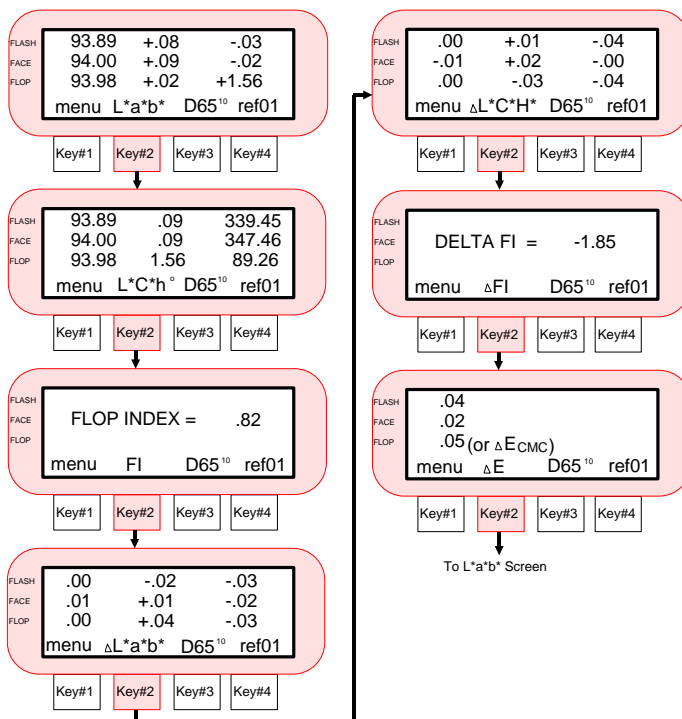 FLASH 93.89 +.08 -.03
FACE 94.00 +.09 -.02
FLOP 93.98 +.02 +1.56
menu L*a*b* D65¹⁰ ref01
Key#1 Key#2 Key#3 Key#4
FLASH 93.89 .09 339.45
FACE 94.00 .09 347.46
FLOP 93.98 1.56 89.26
menu L*C*h° D65¹⁰ ref01
Key#1 Key#2 Key#3 Key#4
FLASH
FACE FLOP INDEX = .82
FLOP
menu FI D65¹⁰ ref01
Key#1 Key#2 Key#3 Key#4
FLASH .00 -.02 -.03
FACE .01 +.01 -.02
FLOP .00 +.04 -.03
menu ΔL*a*b* D65¹⁰ ref01
Key#1 Key#2 Key#3 Key#4
FLASH .00 +.01 -.04
FACE -.01 +.02 -.00
FLOP .00 -.03 -.04
menu ΔL*C*H* D65¹⁰ ref01
Key#1 Key#2 Key#3 Key#4
FLASH
FACE DELTA FI = -1.85
FLOP
menu ΔFI D65¹⁰ ref01
Key#1 Key#2 Key#3 Key#4
FLASH .04
FACE .02
FLOP .05 (or ΔECMC)
menu ΔE D65¹⁰ ref01
Key#1 Key#2 Key#3 Key#4
To L*a*b* Screen